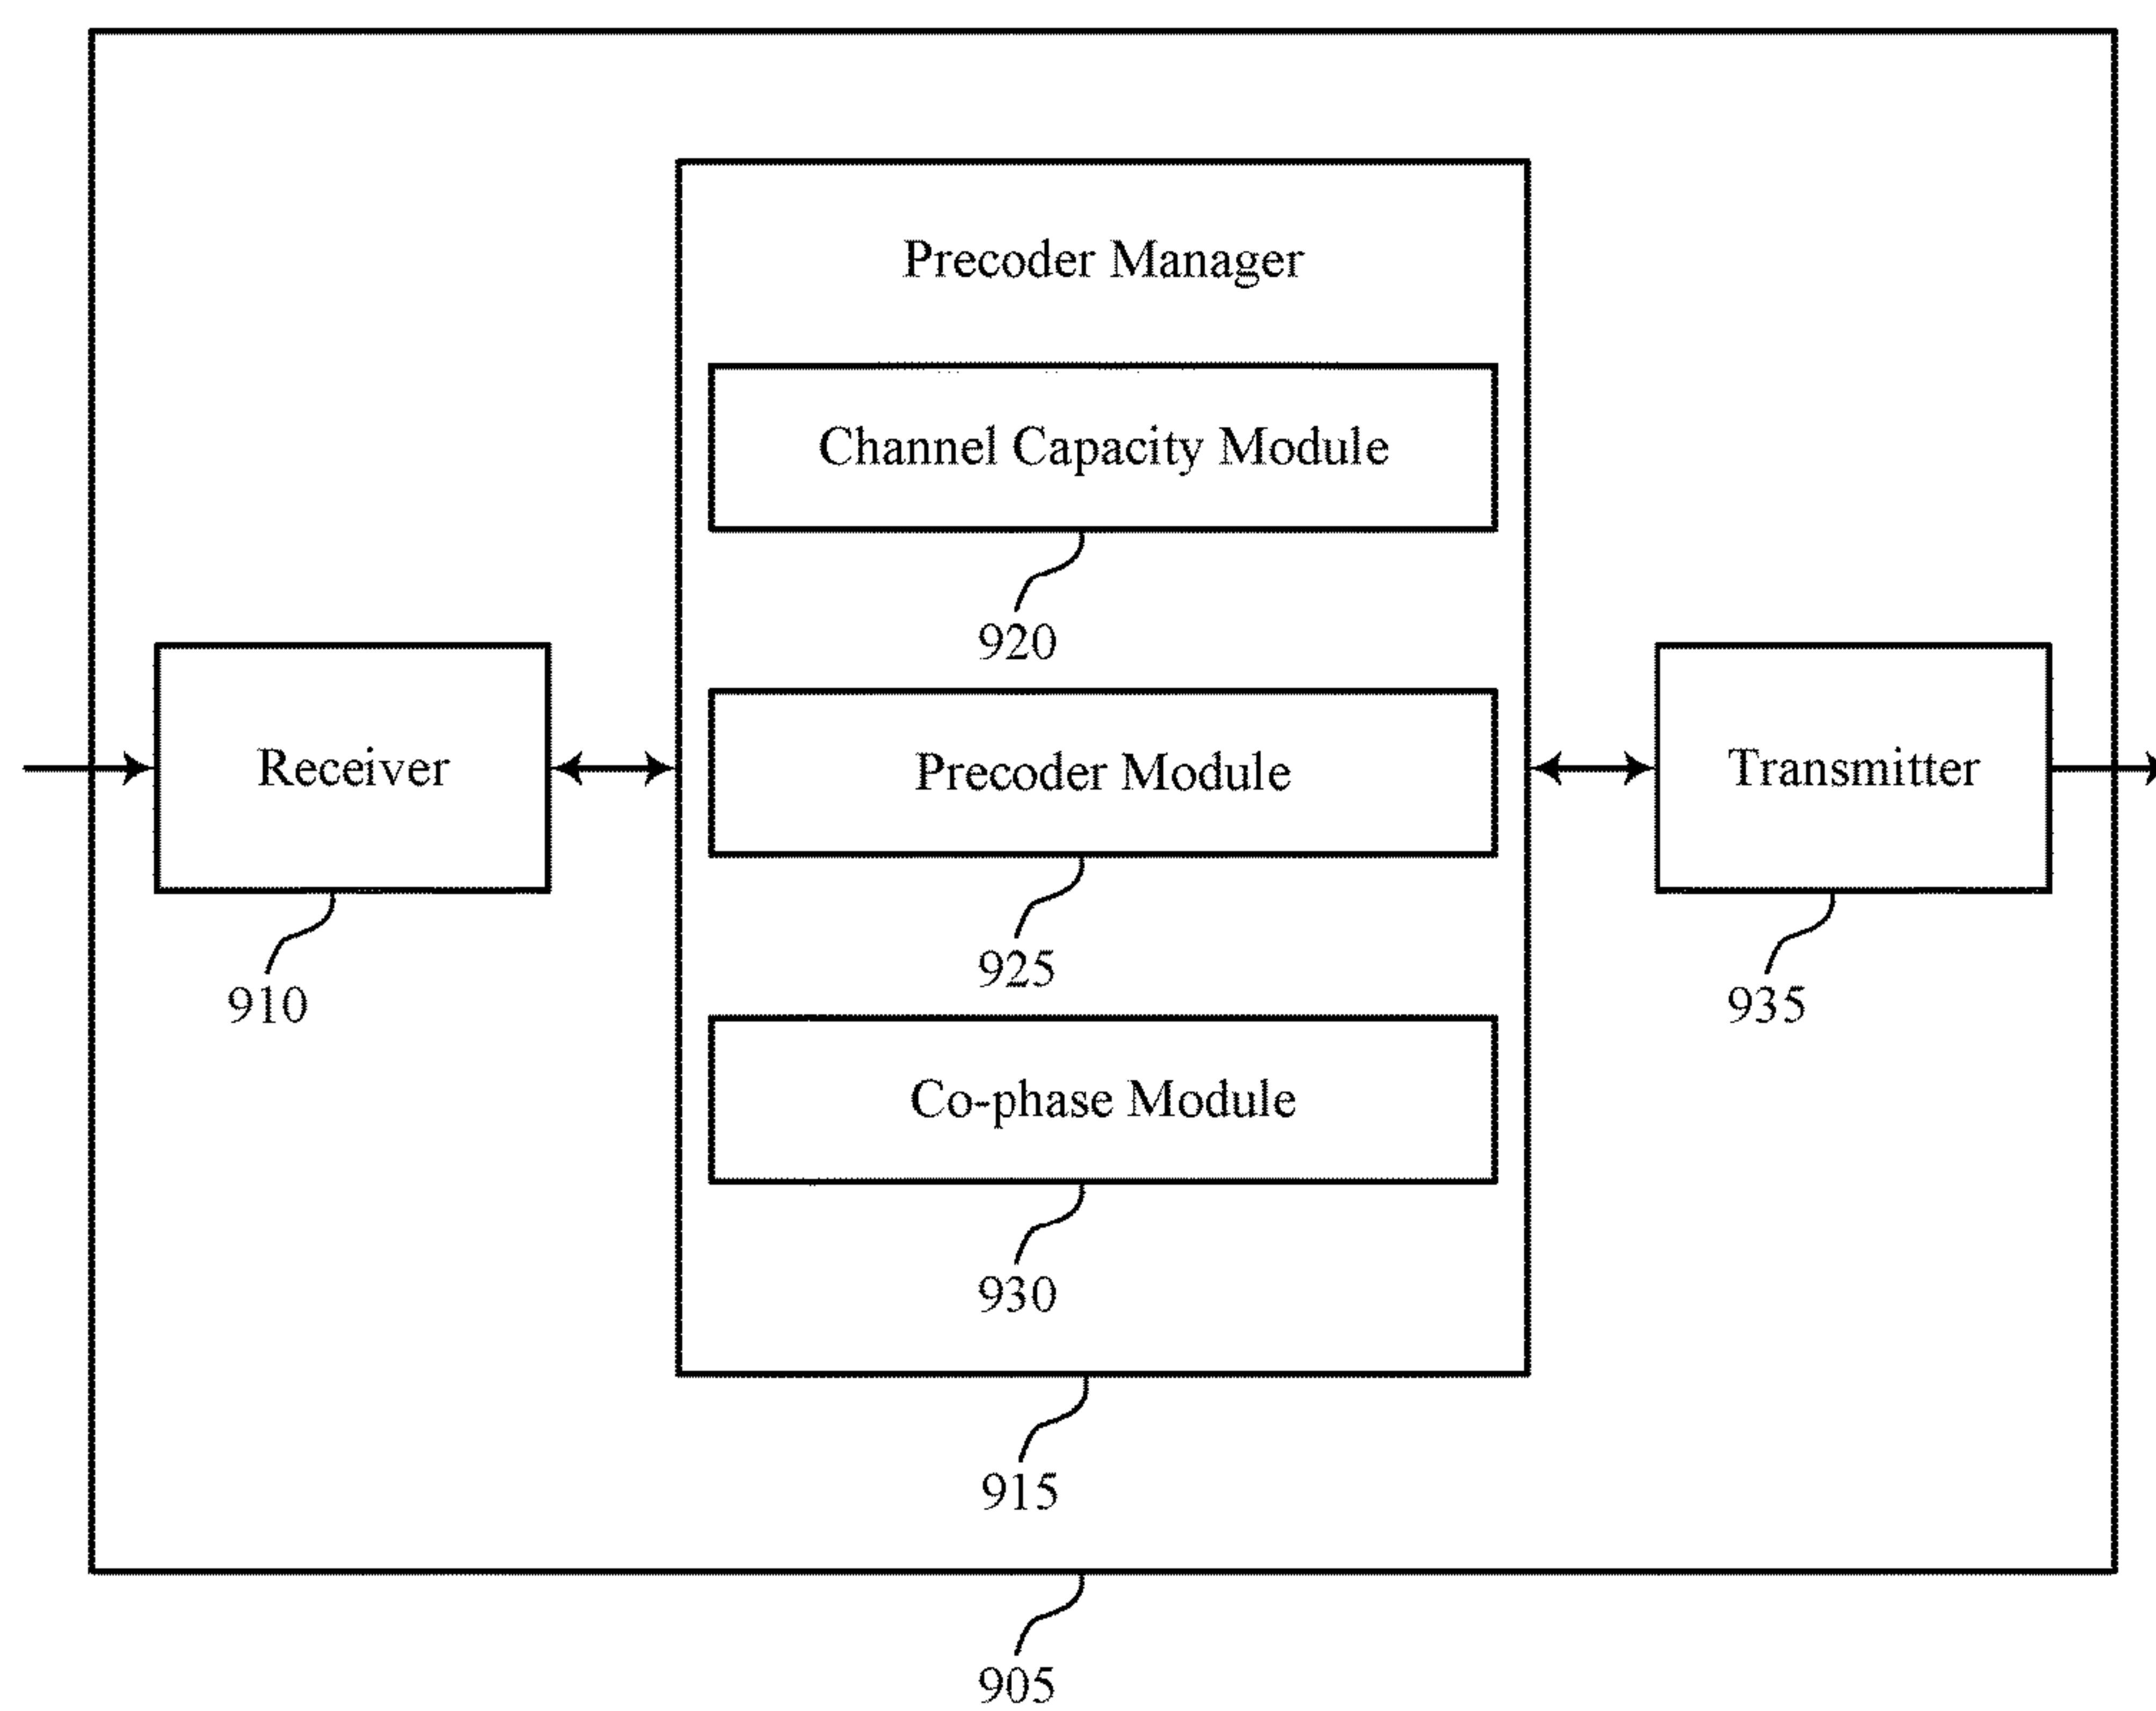 Precoder Manager
Channel Capacity Module
920
Receiver
Precoder Module
Transmitter
910
925
935
Co-phase Module
930
915
905